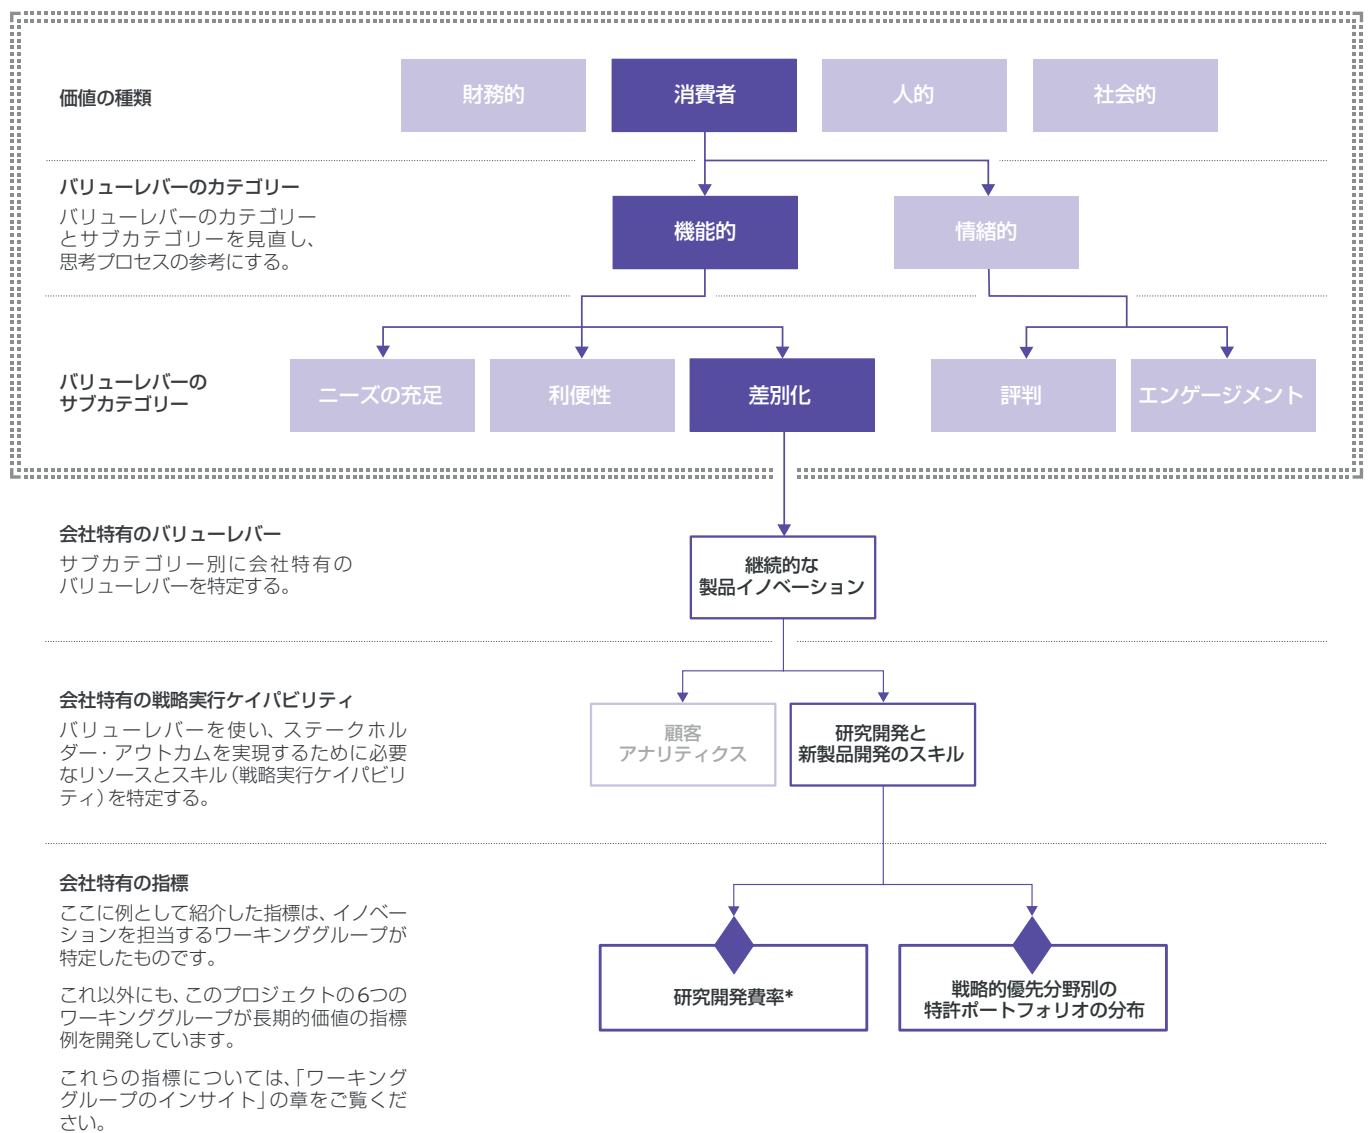 価値の種類
財務的
消費者
人的
社会的
バリューレバーのカテゴリー
バリューレバーのカテゴリー
とサブカテゴリーを見直し、
思考プロセスの参考にする。
機能的
情緒的
バリューレバーの
サブカテゴリー
ニーズの充足
利便性
差別化
評判
エンゲージメント
会社特有のバリューレバー
サブカテゴリー別に会社特有の
バリューレバーを特定する。
継続的な
製品イノベーション
会社特有の戦略実行ケイパビリティ
バリューレバーを使い、ステークホル
ダー・アウトカムを実現するために必要
なリソースとスキル(戦略実行ケイパビリ
ティ)を特定する。
顧客
アナリティクス
研究開発と
新製品開発のスキル
会社特有の指標
ここに例として紹介した指標は、イノベー
ションを担当するワーキンググループが
特定したものです。
これ以外にも、このプロジェクトの6つの
ワーキンググループが長期的価値の指標
例を開発しています。
これらの指標については、「ワーキング
グループのインサイト」の章をご覧くだ
さい。
研究開発費率*
戦略的優先分野別の
特許ポートフォリオの分布